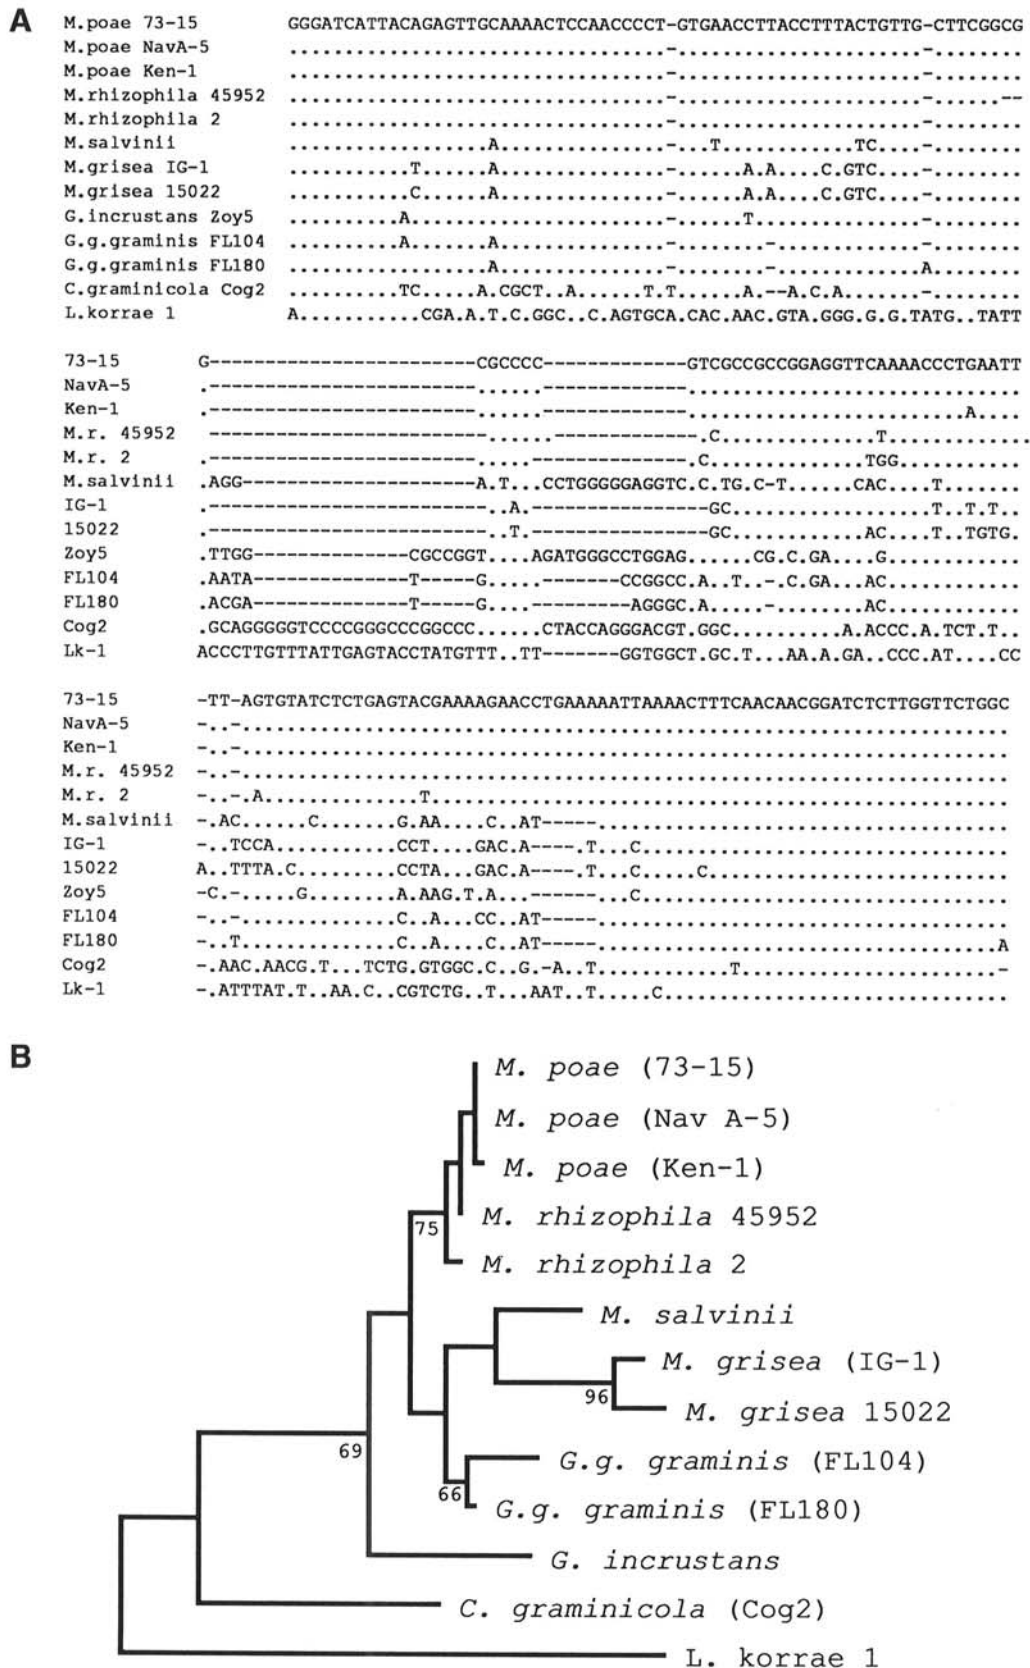 A
M.poae 73-15 GGGATCATTACAGAGTTGCAAAACTCCAACCCCT-GTGAACCTTACCTTTACTGTTG-CTTCGGCG
M.poae NavA-5 ..................................-......................-........
M.poae Ken-1 ..................................-......................-........
M.rhizophila 45952 ..................................-......................-......--
M.rhizophila 2 ..................................-......................-........
M.salvinii ..................A...............-...T............TC....-........
M.grisea IG-1 ...........T......A...............-......A.A....C.GTC....-........
M.grisea 15022 ...........C......A...............-......A.A....C.GTC....-........
G.incrustans Zoy5 ..........A.......................-......T...............-........
G.g.graminis FL104 ..........A.......A...............-........-.............-........
G.g.graminis FL180 ..................A...............-........-.............A........
C.graminicola Cog2 ..........TC.....A.CGCT..A......T.T......A.--A.C.A.......-........
L.korrae 1 A...........CGA.A.T.C.GGC..C.AGTGCA.CAC.AAC.GTA.GGG.G.G.TATG..TATT
73-15 G------------------------CGCCCC-------------GTCGCCGCCGGAGGTTCAAAACCCTGAATT
NavA-5 .------------------------......-------------..............................
Ken-1 .------------------------......-------------.........................A....
M.r. 45952 .-------------------------......-------------.C...............T.............
M.r. 2 .------------------------.....--------------.C..............TGG...........
M.salvinii .AGG---------------------A.T...CCTGGGGGAGGTC.C.TG.C-T......CAC....T.......
IG-1 .-------------------------..A.----------------GC...................T..T.T..
15022 .-------------------------..T.----------------GC.............AC....T..TGTG.
Zoy5 .TTGG--------------CGCCGGT....AGATGGGCCTGGAG......CG.C.GA....G............
FL104 .AATA--------------T-----G....--------CCGGCC.A..T..-.C.GA...AC............
FL180 .ACGA--------------T-----G....---------AGGGC.A.....-........AC............
Cog2 .GCAGGGGGTCCCCGGGCCCGGCCC......CTACCAGGGACGT.GGC..........A.ACCC.A.TCT.T..
Lk-1 ACCCTTGTTTATTGAGTACCTATGTTT..TT-------GGTGGCT.GC.T...AA.A.GA..CCC.AT....CC
73-15 -TT-AGTGTATCTCTGAGTACGAAAAGAACCTGAAAAATTAAAACTTTCAACAACGGATCTCTTGGTTCTGGC
NavA-5 -..-.....................................................................
Ken-1 -..-.....................................................................
M.r. 45952 -..-.....................................................................
M.r. 2 -..-.A..............T....................................................
M.salvinii -.AC......C.......G.AA....C..AT-----.....................................
IG-1 -..TCCA...........CCT....GAC.A----.T...C.................................
15022 A..TTTA.C.........CCTA...GAC.A----.T...C.....C...........................
Zoy5 -C.-.....G........A.AAG.T.A...------...C.................................
FL104 -..-..............C..A...CC..AT-----.....................................
FL180 -..T..............C..A....C..AT-----....................................A
Cog2 -.AAC.AACG.T...TCTG.GTGGC.C..G.-A..T............T........................-
Lk-1 -.ATTTAT.T..AA.C..CGTCTG..T...AAT..T.....C...............................
B
M. poae (73-15)
M. poae (Nav A-5)
M. poae (Ken-1)
M. rhizophila 45952
75
M. rhizophila 2
M. salvinii
M. grisea (IG-1)
96
M. grisea 15022
69
G.g. graminis (FL104)
66
G.g. graminis (FL180)
G. incrustans
C. graminicola (Cog2)
L. korrae 1